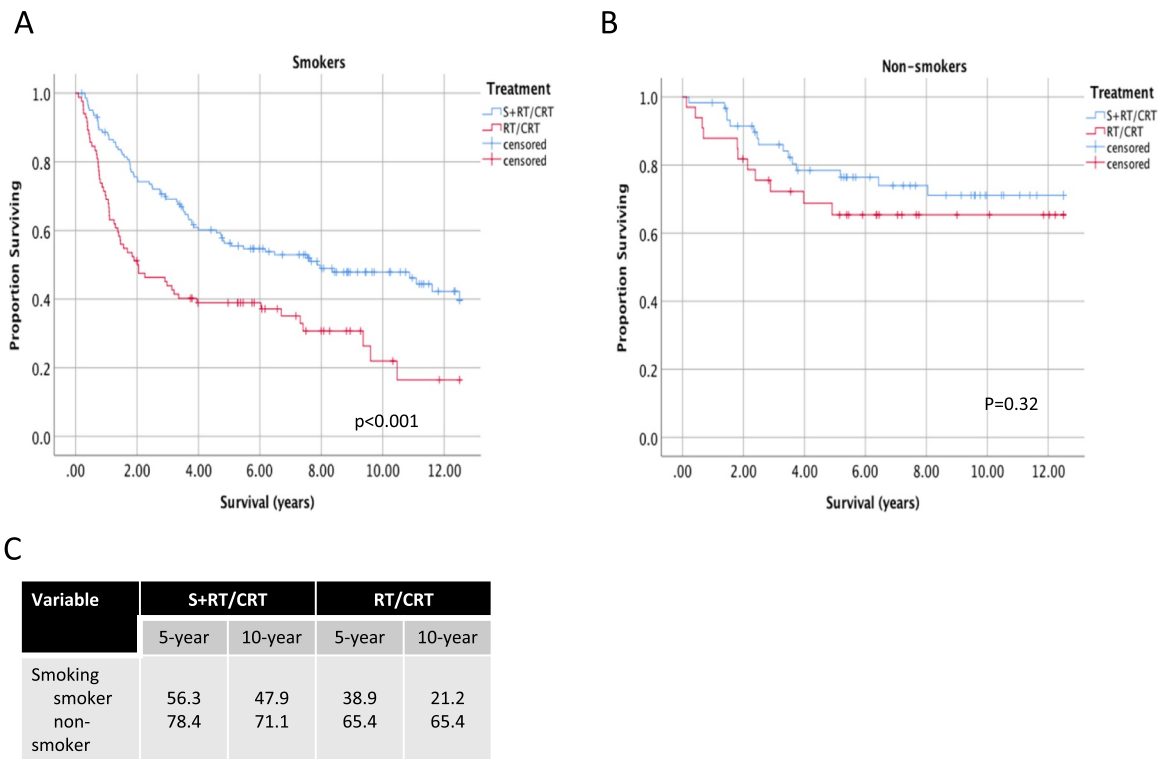 A
Smokers
Treatment
S+RT/CRT
RT/CRT
censored
censored
Proportion Surviving
1.0
0.8
0.6
0.4
0.2
0.0
p<0.001
.00 2.00 4.00 6.00 8.00 10.00 12.00
Survival (years)
B
Non-smokers
Treatment
S+RT/CRT
RT/CRT
censored
censored
Proportion Surviving
1.0
0.8
0.6
0.4
0.2
0.0
P=0.32
.00 2.00 4.00 6.00 8.00 10.00 12.00
Survival (years)
C
Variable S+RT/CRT RT/CRT
5-year 10-year 5-year 10-year
Smoking
smoker 56.3 47.9 38.9 21.2
non- 78.4 71.1 65.4 65.4
smoker